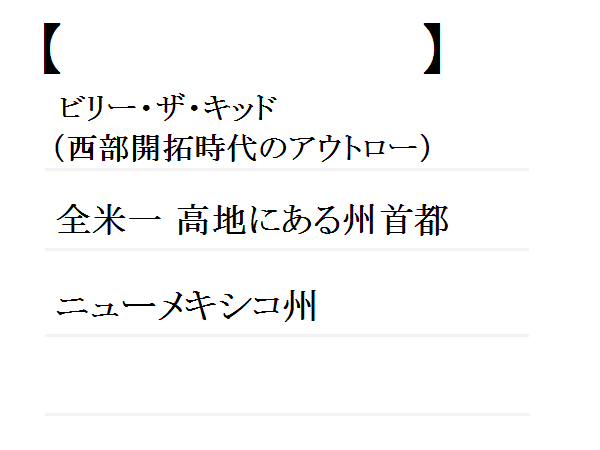 【 】
ビリー・ザ・キッド
（西部開拓時代のアウトロー）
全米一 高地にある州首都
ニューメキシコ州